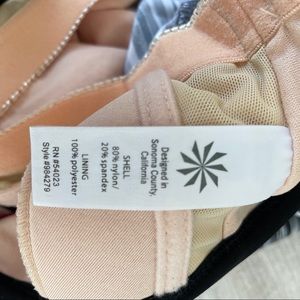 Designed in
Sonoma County,
California
SHELL
80% nylon/
20% spandex
LINING
100% polyester
RN #54023
Style #984279